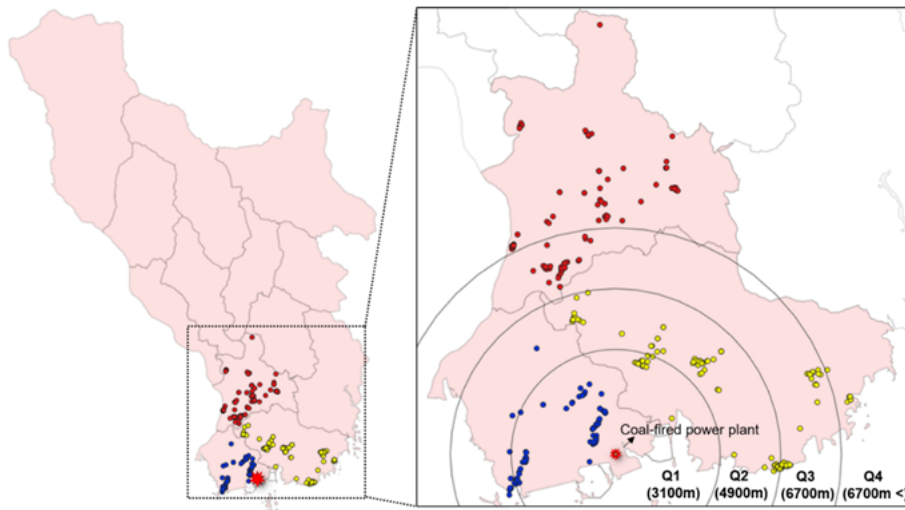 Coal-fired power plant
Q1 Q2 Q3 Q4
(3100m) (4900m) (6700m) (6700m <)